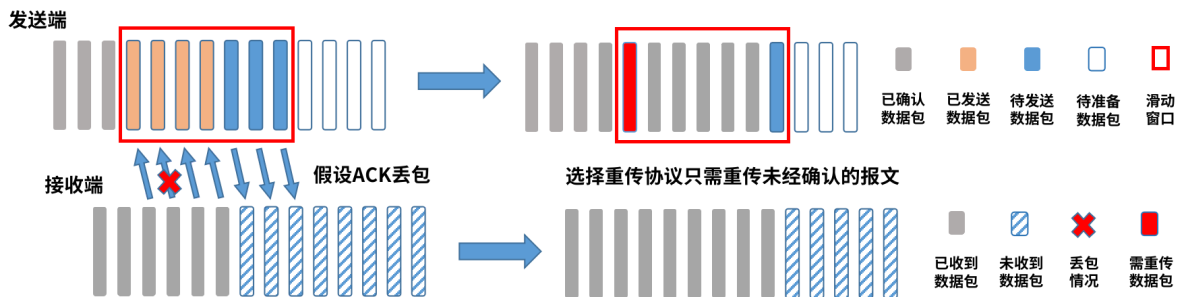 发送端
已确认
数据包
已发送
数据包
待发送
数据包
待准备
数据包
滑动
窗口
接收端
假设ACK丢包
选择重传协议只需重传未经确认的报文
已收到
数据包
未收到
数据包
丢包
情况
需重传
数据包